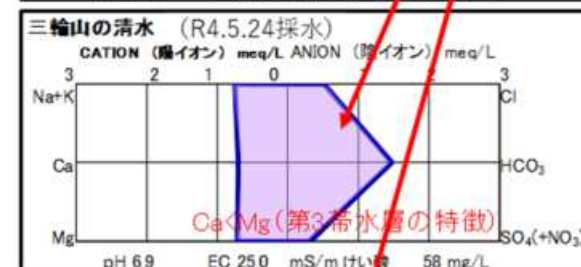 三輪山の清水 (R4.5.24採水)
CATION (陽イオン) meq/L ANION (陰イオン) meq/L
3 2 1 0 1 2 3
Na+K Cl
Ca HCO₃
Ca<Mg(第3帯水層の特徴)
Mg SO₄(+NO₃)
pH 6.9 EC 25.0 mS/m けい酸 58 mg/L